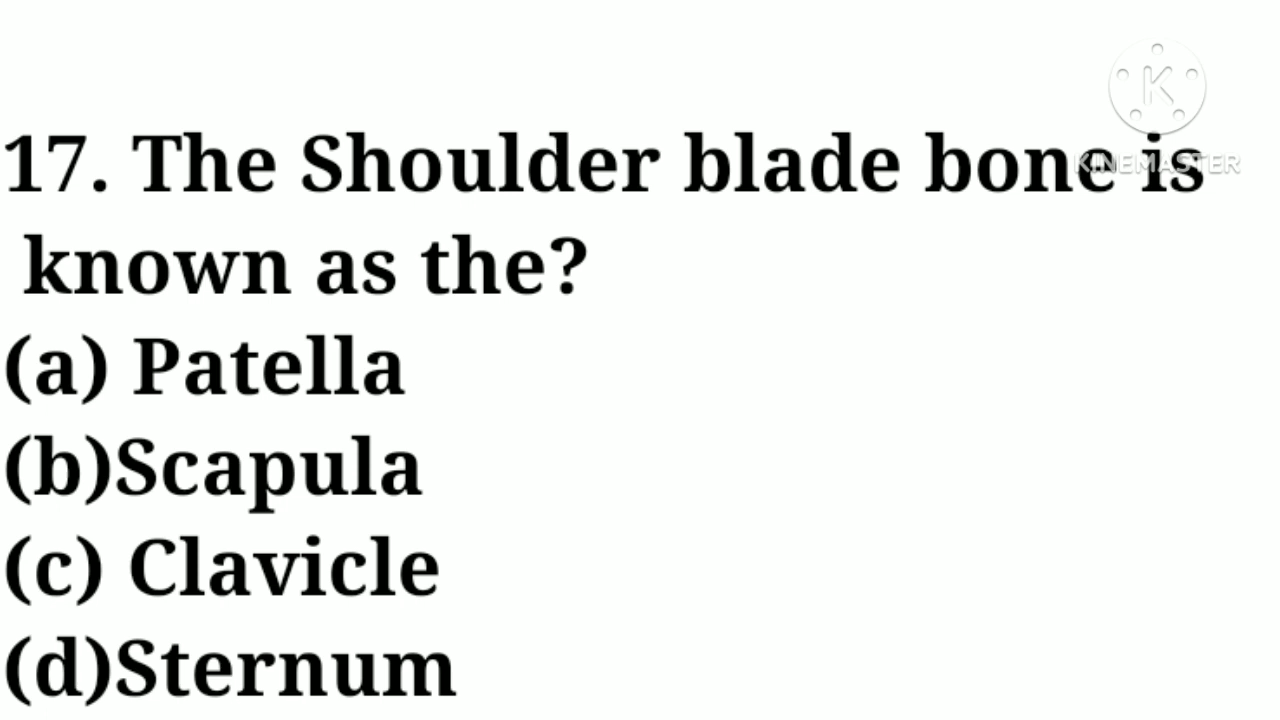 K
KINEMASTER
17. The Shoulder blade bone is
known as the?
(a) Patella
(b)Scapula
(c) Clavicle
(d)Sternum